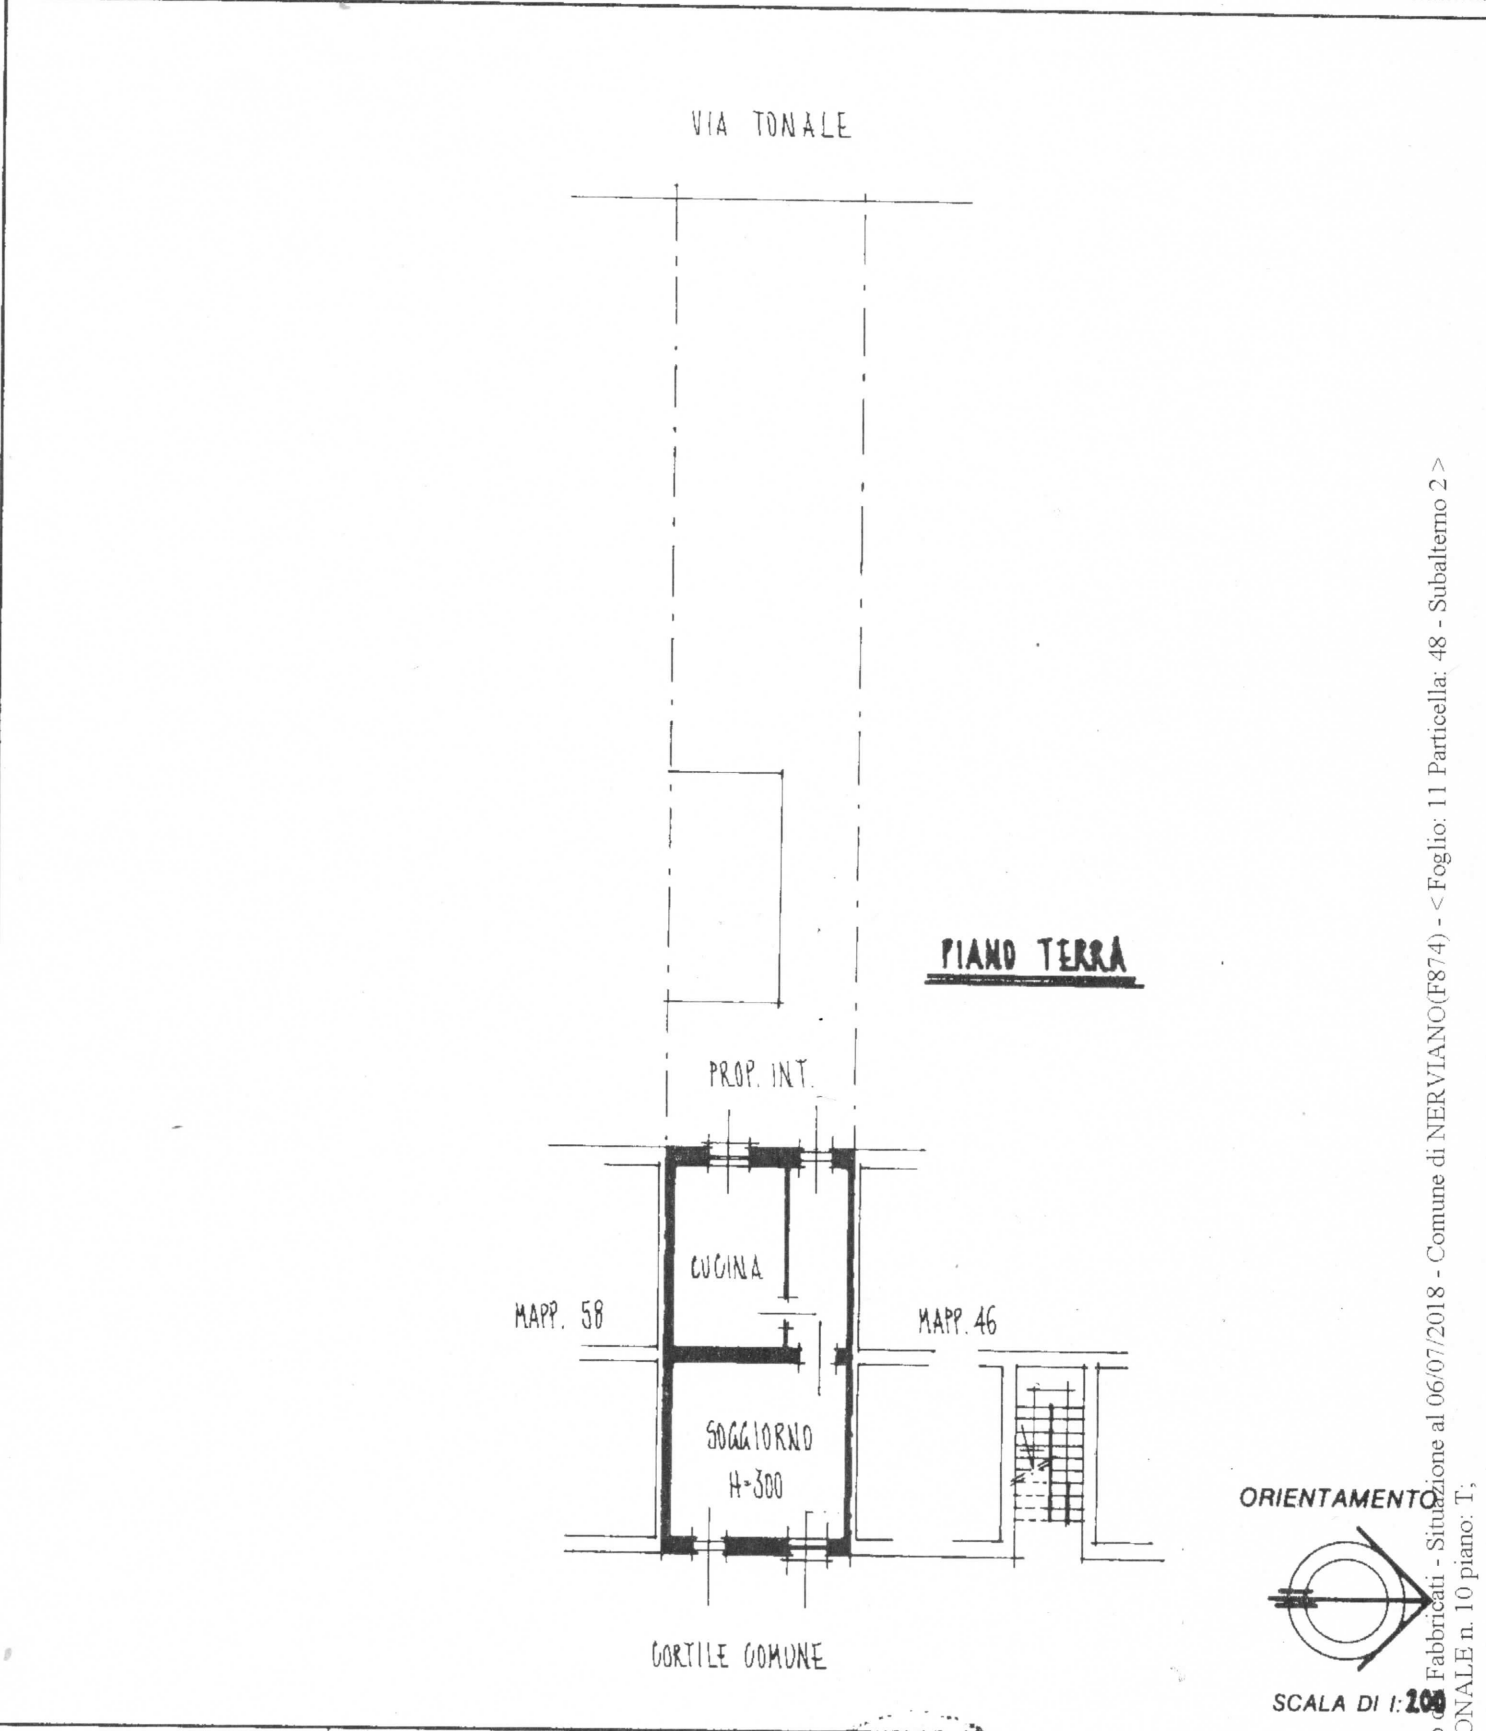 VIA TONALE
PIANO TERRA
PROP. INT.
CUCINA
MAPP. 58
MAPP. 46
SOGGIORNO
H=300
CORTILE COMUNE
ORIENTAMENTO
SCALA DI 1:200
Fabbricati - Situazione al 06/07/2018 - Comune di NERVIANO(F874) - < Foglio: 11 Particella: 48 - Subalterno 2 >
ONALE n. 10 piano: T;